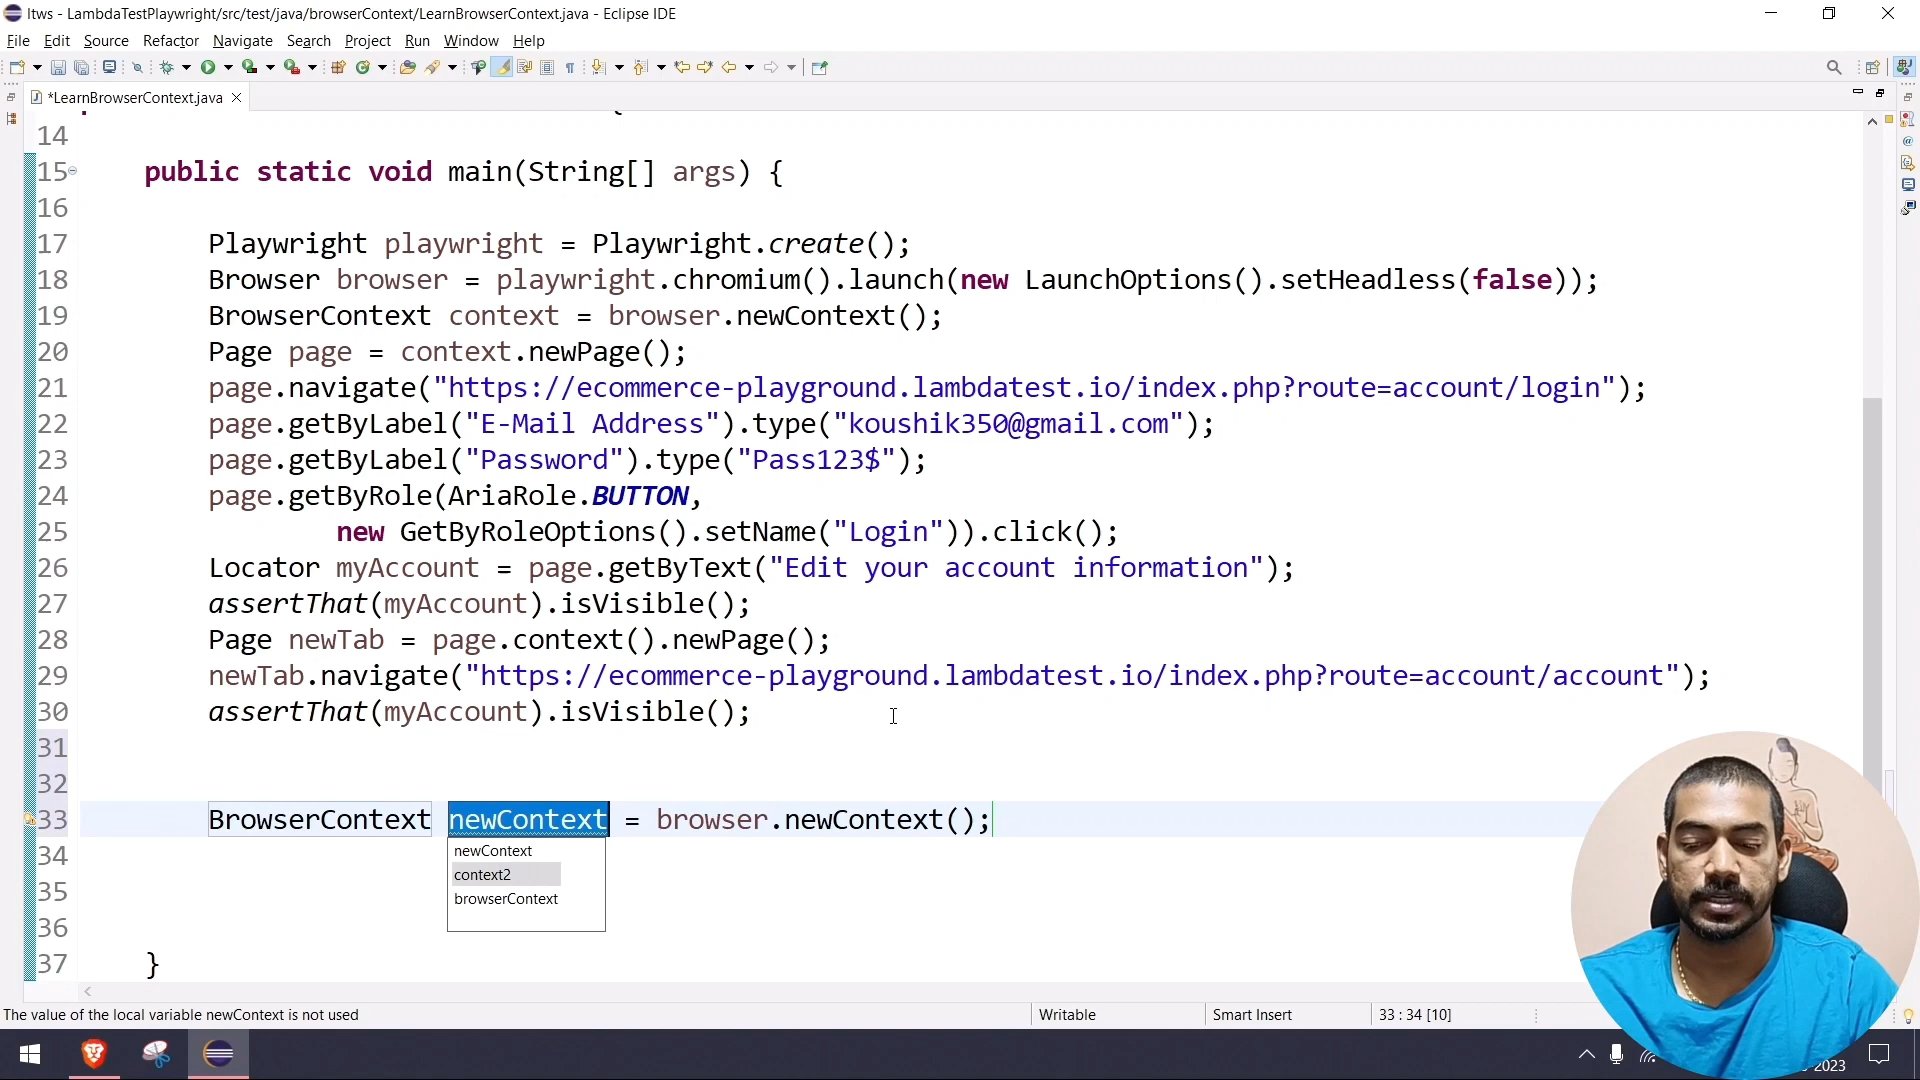 ltws - LambdaTestPlaywright/src/test/java/browserContext/LearnBrowserContext.java - Eclipse IDE
File Edit Source Refactor Navigate Search Project Run Window Help
*LearnBrowserContext.java
14
15 public static void main(String[] args) {
16
17 Playwright playwright = Playwright.create();
18 Browser browser = playwright.chromium().launch(new LaunchOptions().setHeadless(false));
19 BrowserContext context = browser.newContext();
20 Page page = context.newPage();
21 page.navigate("https://ecommerce-playground.lambdatest.io/index.php?route=account/login");
22 page.getByLabel("E-Mail Address").type("koushik350@gmail.com");
23 page.getByLabel("Password").type("Pass123$");
24 page.getByRole(AriaRole.BUTTON,
25 new GetByRoleOptions().setName("Login")).click();
26 Locator myAccount = page.getByText("Edit your account information");
27 assertThat(myAccount).isVisible();
28 Page newTab = page.context().newPage();
29 newTab.navigate("https://ecommerce-playground.lambdatest.io/index.php?route=account/account");
30 assertThat(myAccount).isVisible();
31
32
33 BrowserContext newContext = browser.newContext();
34 newContext
context2
35 browserContext
36
37 }
The value of the local variable newContext is not used Writable Smart Insert 33 : 34 [10]
2023